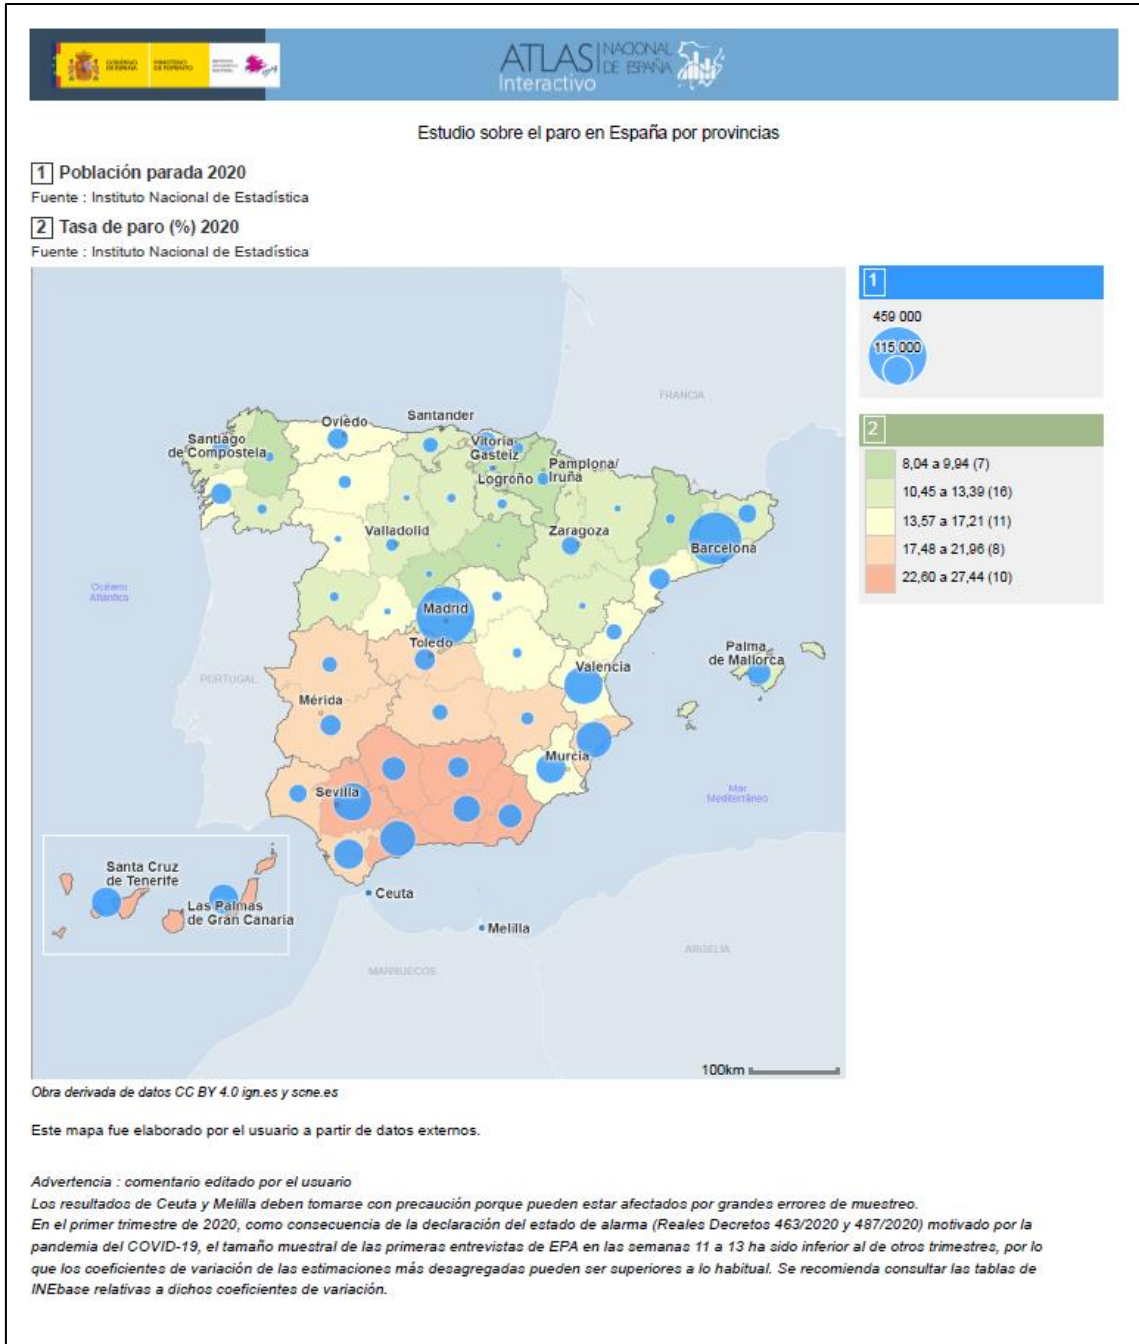 GOBIERNO
DE ESPAÑA
MINISTERIO
DE FOMENTO
ATLAS NACIONAL
DE ESPAÑA
Interactivo
Estudio sobre el paro en España por provincias
1 Población parada 2020
Fuente : Instituto Nacional de Estadística
2 Tasa de paro (%) 2020
Fuente : Instituto Nacional de Estadística
1
459 000
115 000
2
8,04 a 9,94 (7)
10,45 a 13,39 (16)
13,57 a 17,21 (11)
17,48 a 21,96 (8)
22,60 a 27,44 (10)
FRANCIA
Santander
Oviedo
Santiago
de Compostela
Vitoria-
Gasteiz
Pamplona/
Iruña
Logroño
Valladolid
Zaragoza
Barcelona
Océano
Atlántico
Madrid
Toledo
Palma
de Mallorca
Valencia
PORTUGAL
Mérida
Murcia
Sevilla
Mar
Mediterráneo
Santa Cruz
de Tenerife
Las Palmas
de Gran Canaria
Ceuta
Melilla
ARGELIA
MARRUECOS
100km
Obra derivada de datos CC BY 4.0 ign.es y scne.es
Este mapa fue elaborado por el usuario a partir de datos externos.
Advertencia : comentario editado por el usuario
Los resultados de Ceuta y Melilla deben tomarse con precaución porque pueden estar afectados por grandes errores de muestreo.
En el primer trimestre de 2020, como consecuencia de la declaración del estado de alarma (Reales Decretos 463/2020 y 487/2020) motivado por la
pandemia del COVID-19, el tamaño muestral de las primeras entrevistas de EPA en las semanas 11 a 13 ha sido inferior al de otros trimestres, por lo
que los coeficientes de variación de las estimaciones más desagregadas pueden ser superiores a lo habitual. Se recomienda consultar las tablas de
INEbase relativas a dichos coeficientes de variación.